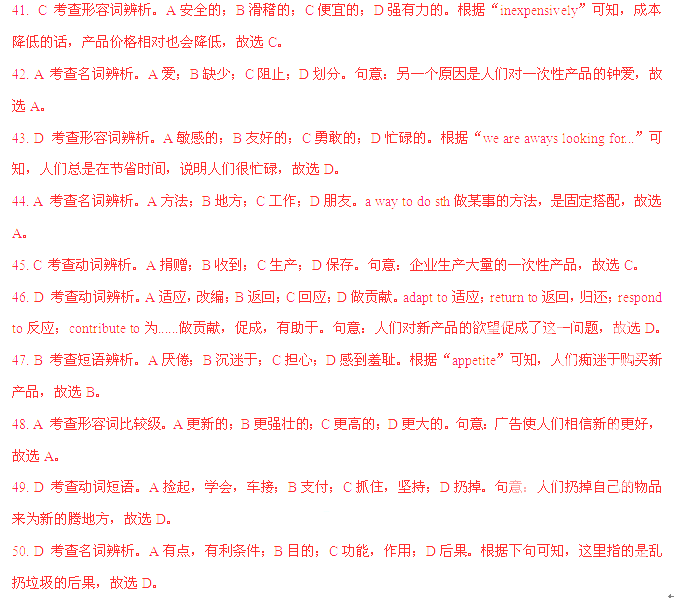 41. C 考查形容词辨析。A 安全的；B 滑稽的；C 便宜的；D 强有力的。根据“inexpensively”可知，成本
降低的话，产品价格相对也会降低，故选 C。
42. A 考查名词辨析。A 爱；B 缺少；C 阻止；D 划分。句意：另一个原因是人们对一次性产品的钟爱，故
选 A。
43. D 考查形容词辨析。A 敏感的；B 友好的；C 勇敢的；D 忙碌的。根据“we are aways looking for...”可
知，人们总是在节省时间，说明人们很忙碌，故选 D。
44. A 考查名词辨析。A 方法；B 地方；C 工作；D 朋友。a way to do sth 做某事的方法，是固定搭配，故选
A。
45. C 考查动词辨析。A 捐赠；B 收到；C 生产；D 保存。句意：企业生产大量的一次性产品，故选 C。
46. D 考查动词辨析。A 适应，改编；B 返回；C 回应；D 做贡献。adapt to 适应；return to 返回，归还；respond
to 反应；contribute to 为......做贡献，促成，有助于。句意：人们对新产品的欲望促成了这一问题，故选 D。
47. B 考查短语辨析。A 厌倦；B 沉迷于；C 担心；D 感到羞耻。根据“appetite”可知，人们痴迷于购买新
产品，故选 B。
48. A 考查形容词比较级。A 更新的；B 更强壮的；C 更高的；D 更大的。句意：广告使人们相信新的更好，
故选 A。
49. D 考查动词短语。A 捡起，学会，车接；B 支付；C 抓住，坚持；D 扔掉。句意：人们扔掉自己的物品
来为新的腾地方，故选 D。
50. D 考查名词辨析。A 有点，有利条件；B 目的；C 功能，作用；D 后果。根据下句可知，这里指的是乱
扔垃圾的后果，故选 D。